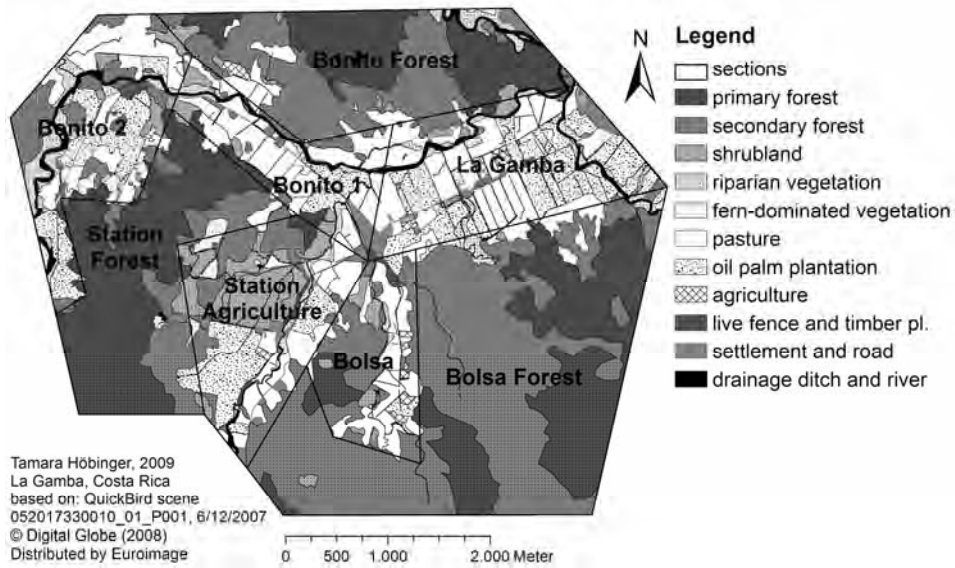 Bonito Forest
Bonito 2
La Gamba
Bonito 1
Station
Forest
Station
Agriculture
Bolsa
Bolsa Forest
N
Legend
sections
primary forest
secondary forest
shrubland
riparian vegetation
fern-dominated vegetation
pasture
oil palm plantation
agriculture
live fence and timber pl.
settlement and road
drainage ditch and river
Tamara Höbinger, 2009
La Gamba, Costa Rica
based on: QuickBird scene
052017330010_01_P001, 6/12/2007
© Digital Globe (2008)
Distributed by Euroimage
0 500 1.000 2.000 Meter